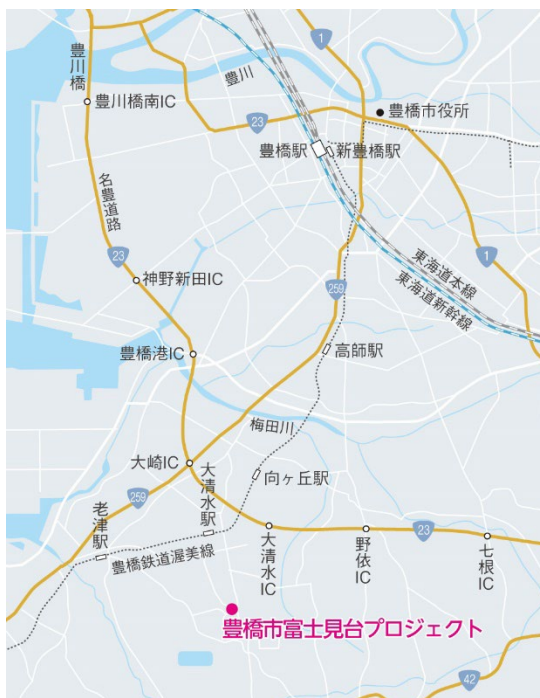 豊川橋
1
豊川
豊川橋南IC
豊橋市役所
23
豊橋駅
新豊橋駅
名豊道路
東海道本線
1
23
神野新田IC
259
東海道新幹線
豊橋港IC
高師駅
梅田川
大崎IC
大清水駅
向ヶ丘駅
259
老津駅
23
豊橋鉄道渥美線
大清水IC
野依IC
七根IC
豊橋市富士見台プロジェクト
42